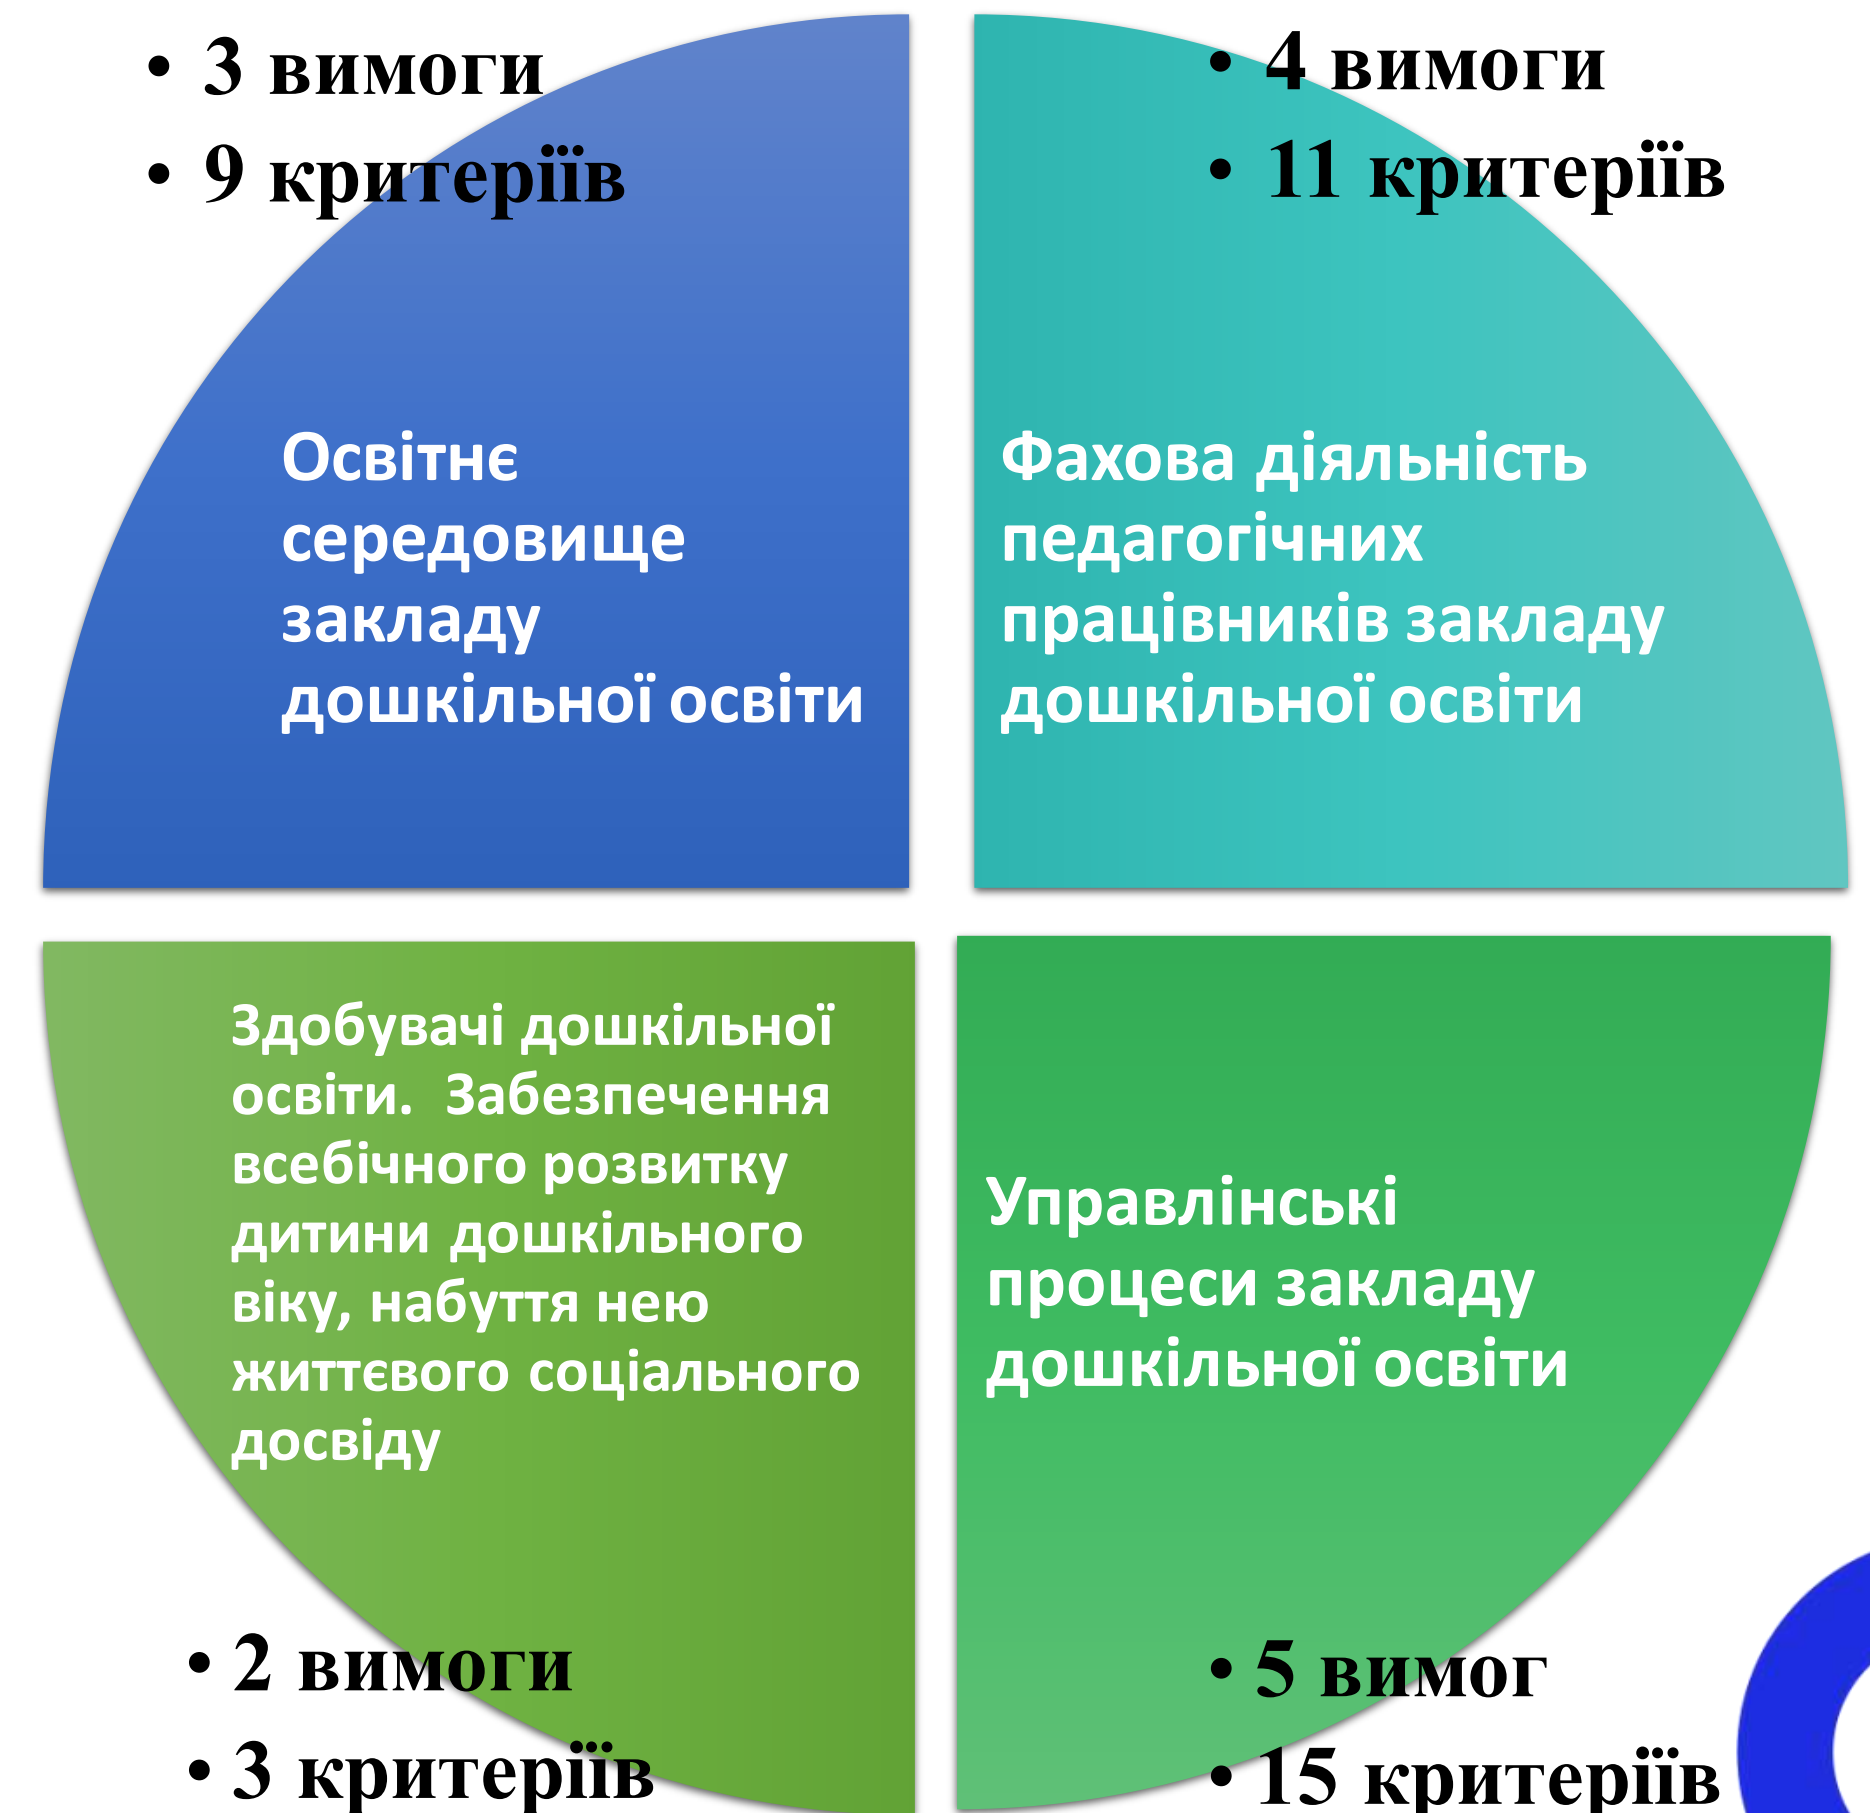 • 3 вимоги
• 9 критеріїв
Освітнє
середовище
закладу
дошкільної освіти
• 4 вимоги
• 11 критеріїв
Фахова діяльність
педагогічних
працівників закладу
дошкільної освіти
Здобувачі дошкільної
освіти. Забезпечення
всебічного розвитку
дитини дошкільного
віку, набуття нею
життєвого соціального
досвіду
• 2 вимоги
• 3 критеріїв
Управлінські
процеси закладу
дошкільної освіти
• 5 вимог
• 15 критеріїв